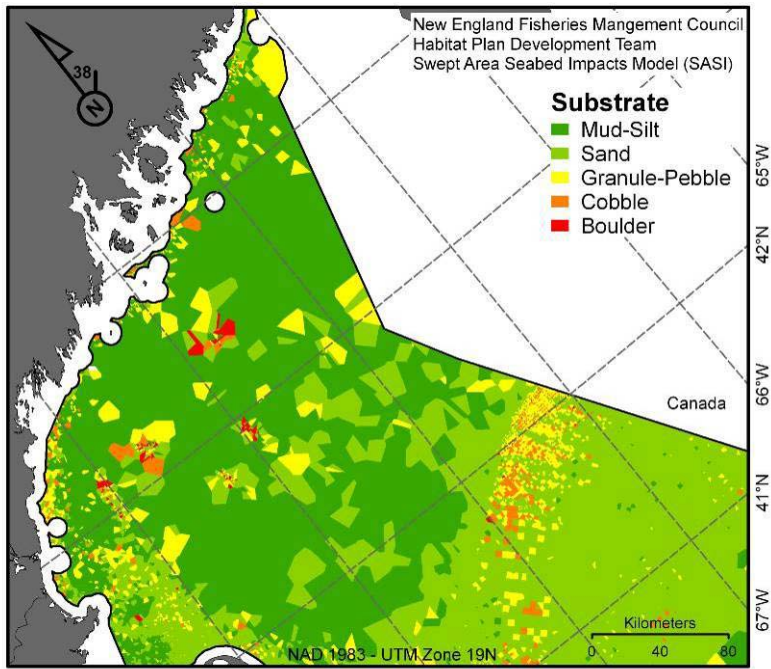 New England Fisheries Mangement Council
Habitat Plan Development Team
Swept Area Seabed Impacts Model (SASI)
38
N
Substrate
Mud-Silt
Sand
Granule-Pebble
Cobble
Boulder
65°W
42°N
66°W
Canada
41°N
67°W
Kilometers
0 40 80
NAD 1983 - UTM Zone 19N